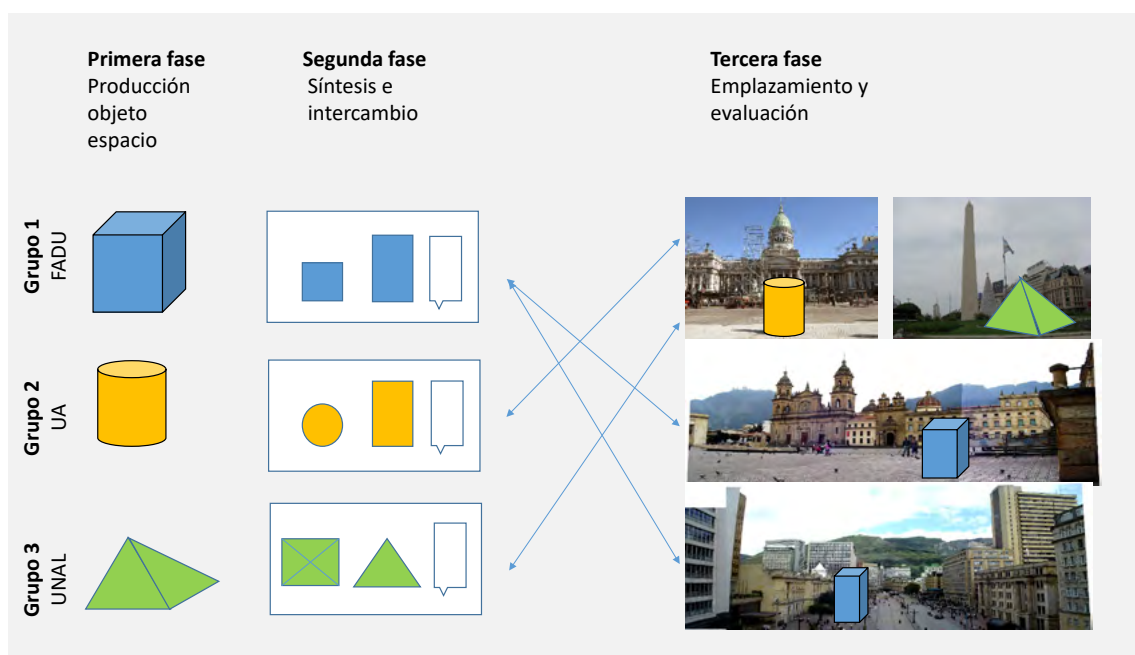 Primera fase
Producción
objeto
espacio
Segunda fase
Síntesis e
intercambio
Tercera fase
Emplazamiento y
evaluación
Grupo 1
FADU
Grupo 2
UA
Grupo 3
UNAL